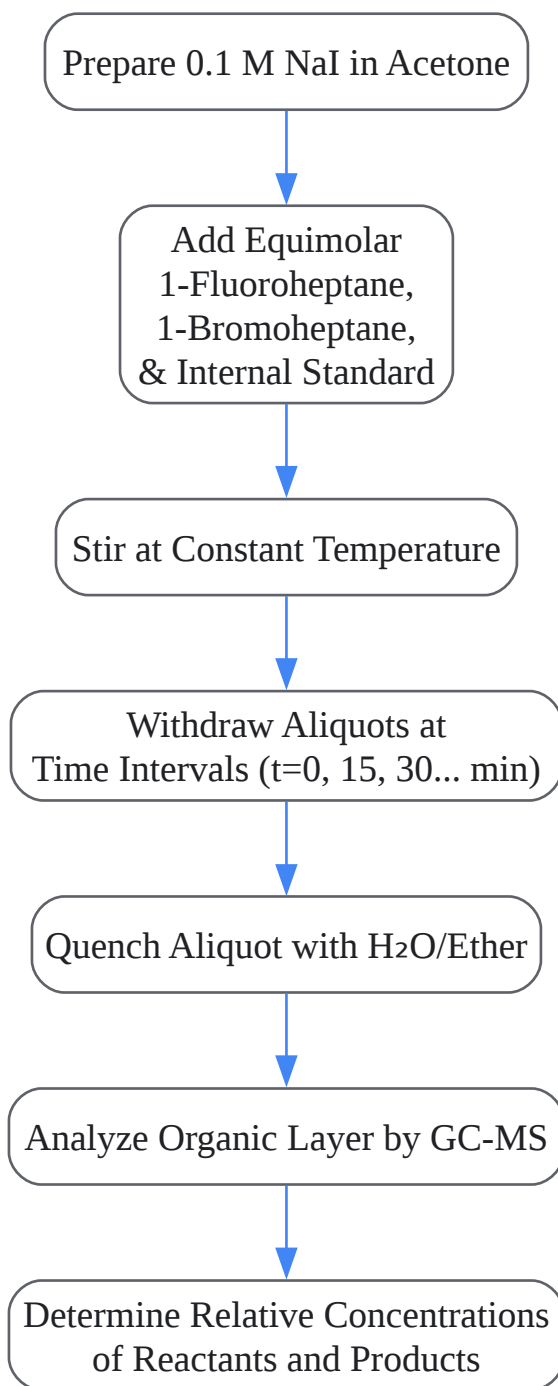 Prepare 0.1 M NaI in Acetone
Add Equimolar
1-Fluoroheptane,
1-Bromoheptane,
& Internal Standard
Stir at Constant Temperature
Withdraw Aliquots at
Time Intervals (t=0, 15, 30... min)
Quench Aliquot with H₂O/Ether
Analyze Organic Layer by GC-MS
Determine Relative Concentrations
of Reactants and Products